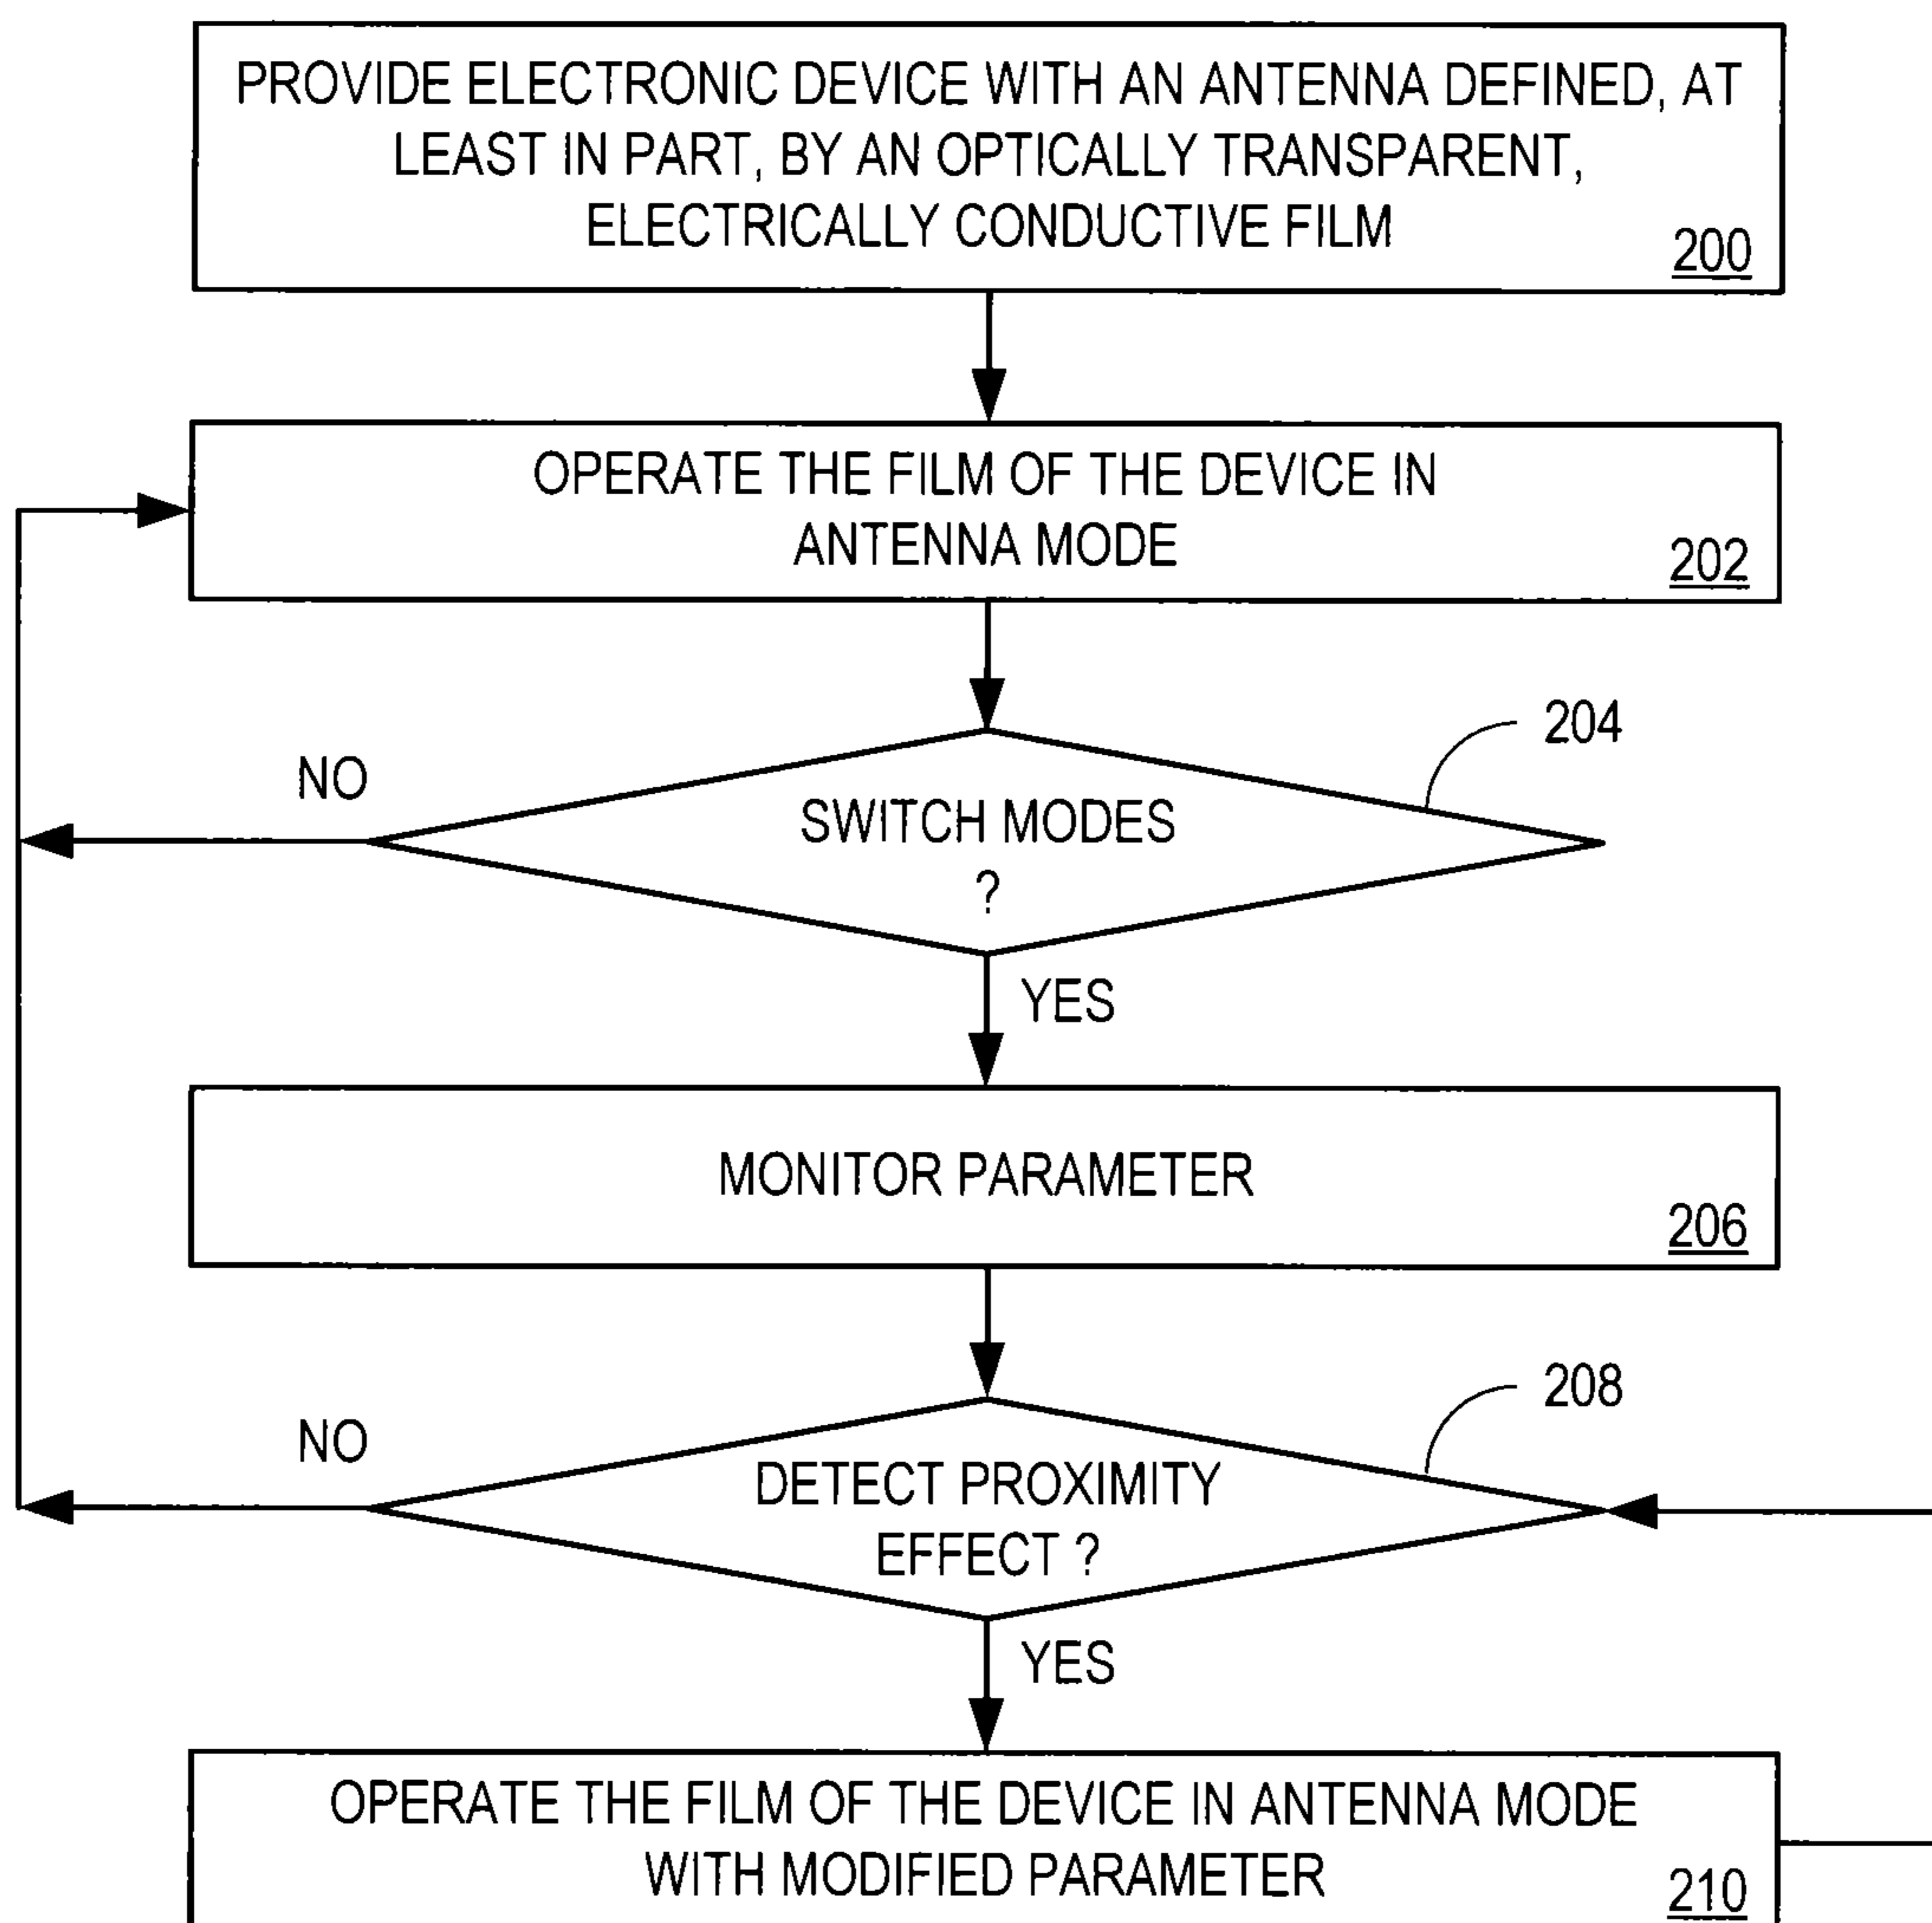 PROVIDE ELECTRONIC DEVICE WITH AN ANTENNA DEFINED, AT
LEAST IN PART, BY AN OPTICALLY TRANSPARENT,
ELECTRICALLY CONDUCTIVE FILM
200
OPERATE THE FILM OF THE DEVICE IN
ANTENNA MODE
202
204
NO
SWITCH MODES
?
YES
MONITOR PARAMETER
206
208
NO
DETECT PROXIMITY
EFFECT ?
YES
OPERATE THE FILM OF THE DEVICE IN ANTENNA MODE
WITH MODIFIED PARAMETER
210